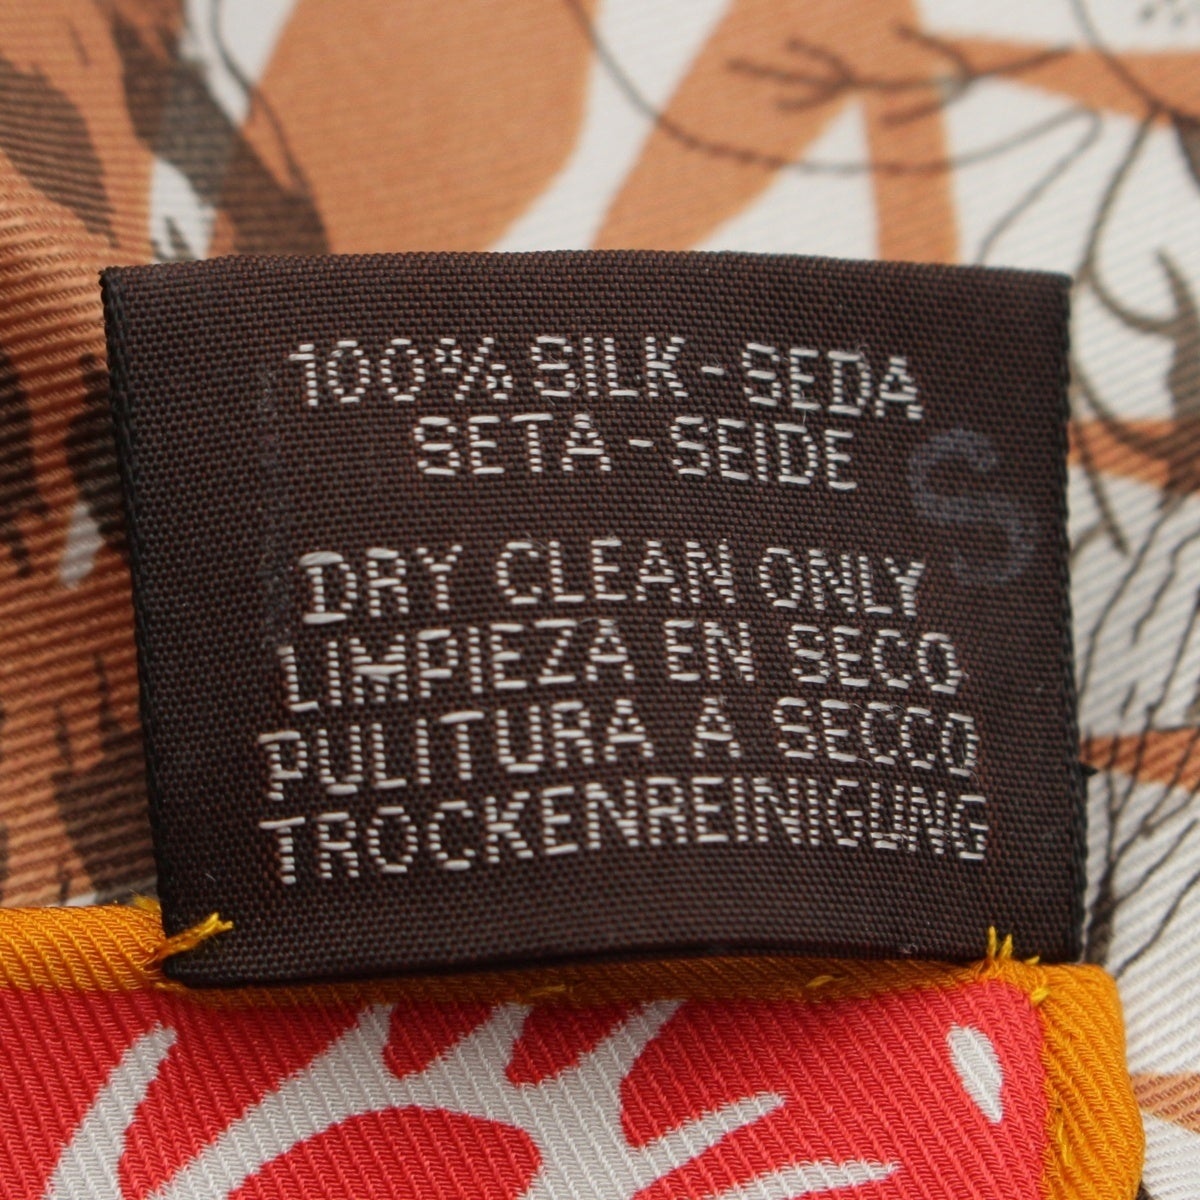 100% SILK - SEDA
SETA - SEIDE
S
DRY CLEAN ONLY
LIMPIEZA EN SECO
PULITURA A SECCO
TROCKENREINIGUNG